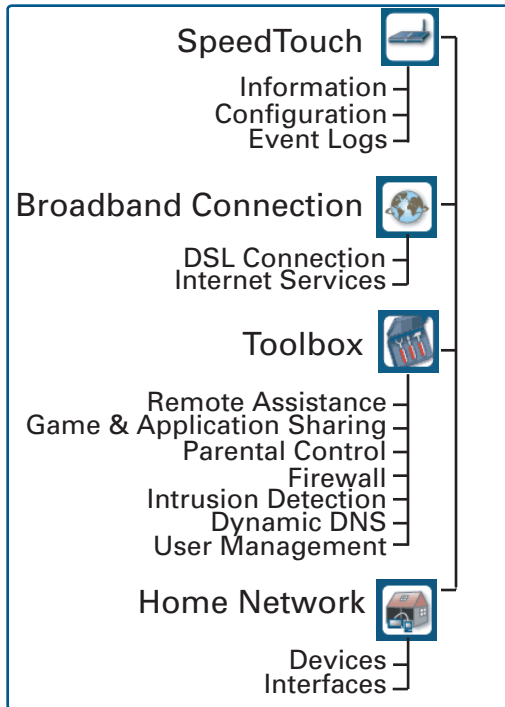 SpeedTouch
Information
Configuration
Event Logs
Broadband Connection
DSL Connection
Internet Services
Toolbox
Remote Assistance
Game & Application Sharing
Parental Control
Firewall
Intrusion Detection
Dynamic DNS
User Management
Home Network
Devices
Interfaces